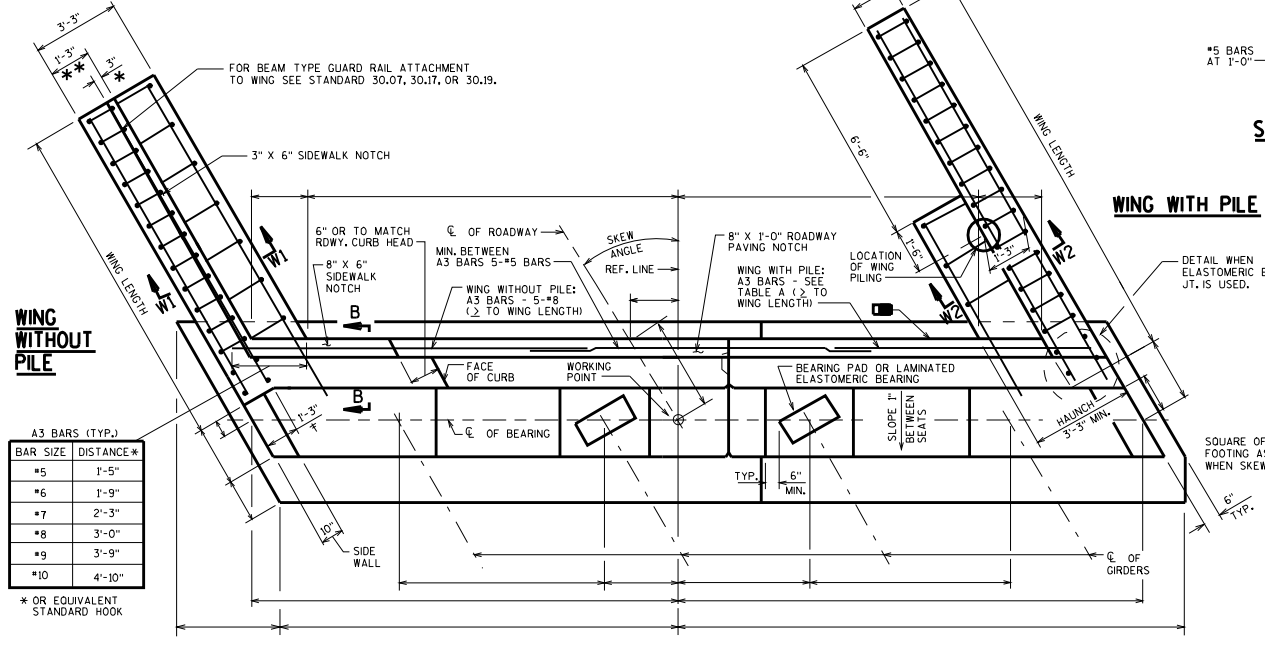 3'-3"
1'-3"
**
3"
*
FOR BEAM TYPE GUARD RAIL ATTACHMENT
TO WING SEE STANDARD 30.07, 30.17, OR 30.19.
3" X 6" SIDEWALK NOTCH
WING LENGTH
W1
W1
WING
WITHOUT
PILE
6" OR TO MATCH
RDWY. CURB HEAD
8" X 6"
SIDEWALK
NOTCH
℄ OF ROADWAY
MIN. BETWEEN
A3 BARS 5-#5 BARS
WING WITHOUT PILE:
A3 BARS - 5-#8
(≥ TO WING LENGTH)
SKEW
ANGLE
REF. LINE
8" X 1'-0" ROADWAY
PAVING NOTCH
WING WITH PILE:
A3 BARS - SEE
TABLE A (≥ TO
WING LENGTH)
LOCATION
OF WING
PILING
6'-6"
1'-6"
1'-3"
W2
W2
WING LENGTH
#5 BARS
AT 1'-0"
S
WING WITH PILE
DETAIL WHEN
ELASTOMERIC E
JT. IS USED.
B
B
FACE
OF CURB
WORKING
POINT
BEARING PAD OR LAMINATED
ELASTOMERIC BEARING
℄ OF BEARING
SLOPE 1"
BETWEEN
SEATS
HAUNCH
3'-3" MIN.
1'-3"
TYP.
6"
MIN.
SQUARE OF
FOOTING AS
WHEN SKEW
6"
TYP.
10"
SIDE
WALL
℄ OF
GIRDERS
A3 BARS (TYP.)
BAR SIZE DISTANCE*
#5 1'-5"
#6 1'-9"
#7 2'-3"
#8 3'-0"
#9 3'-9"
#10 4'-10"
* OR EQUIVALENT
STANDARD HOOK